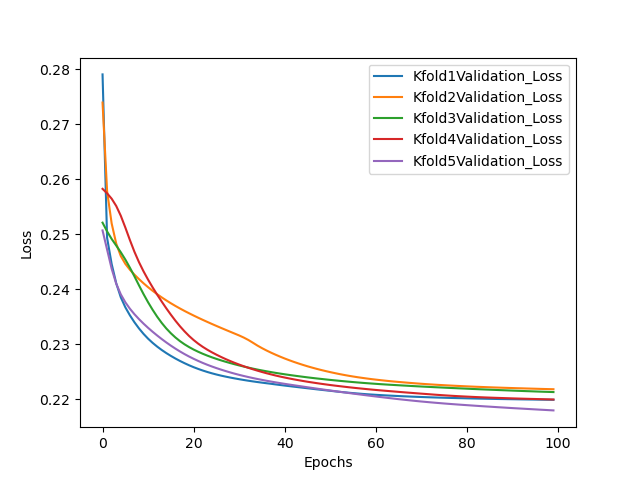 0.28
0.27
0.26
0.25
0.24
0.23
0.22
Loss
0
20
40
60
80
100
Epochs
Kfold1Validation_Loss
Kfold2Validation_Loss
Kfold3Validation_Loss
Kfold4Validation_Loss
Kfold5Validation_Loss